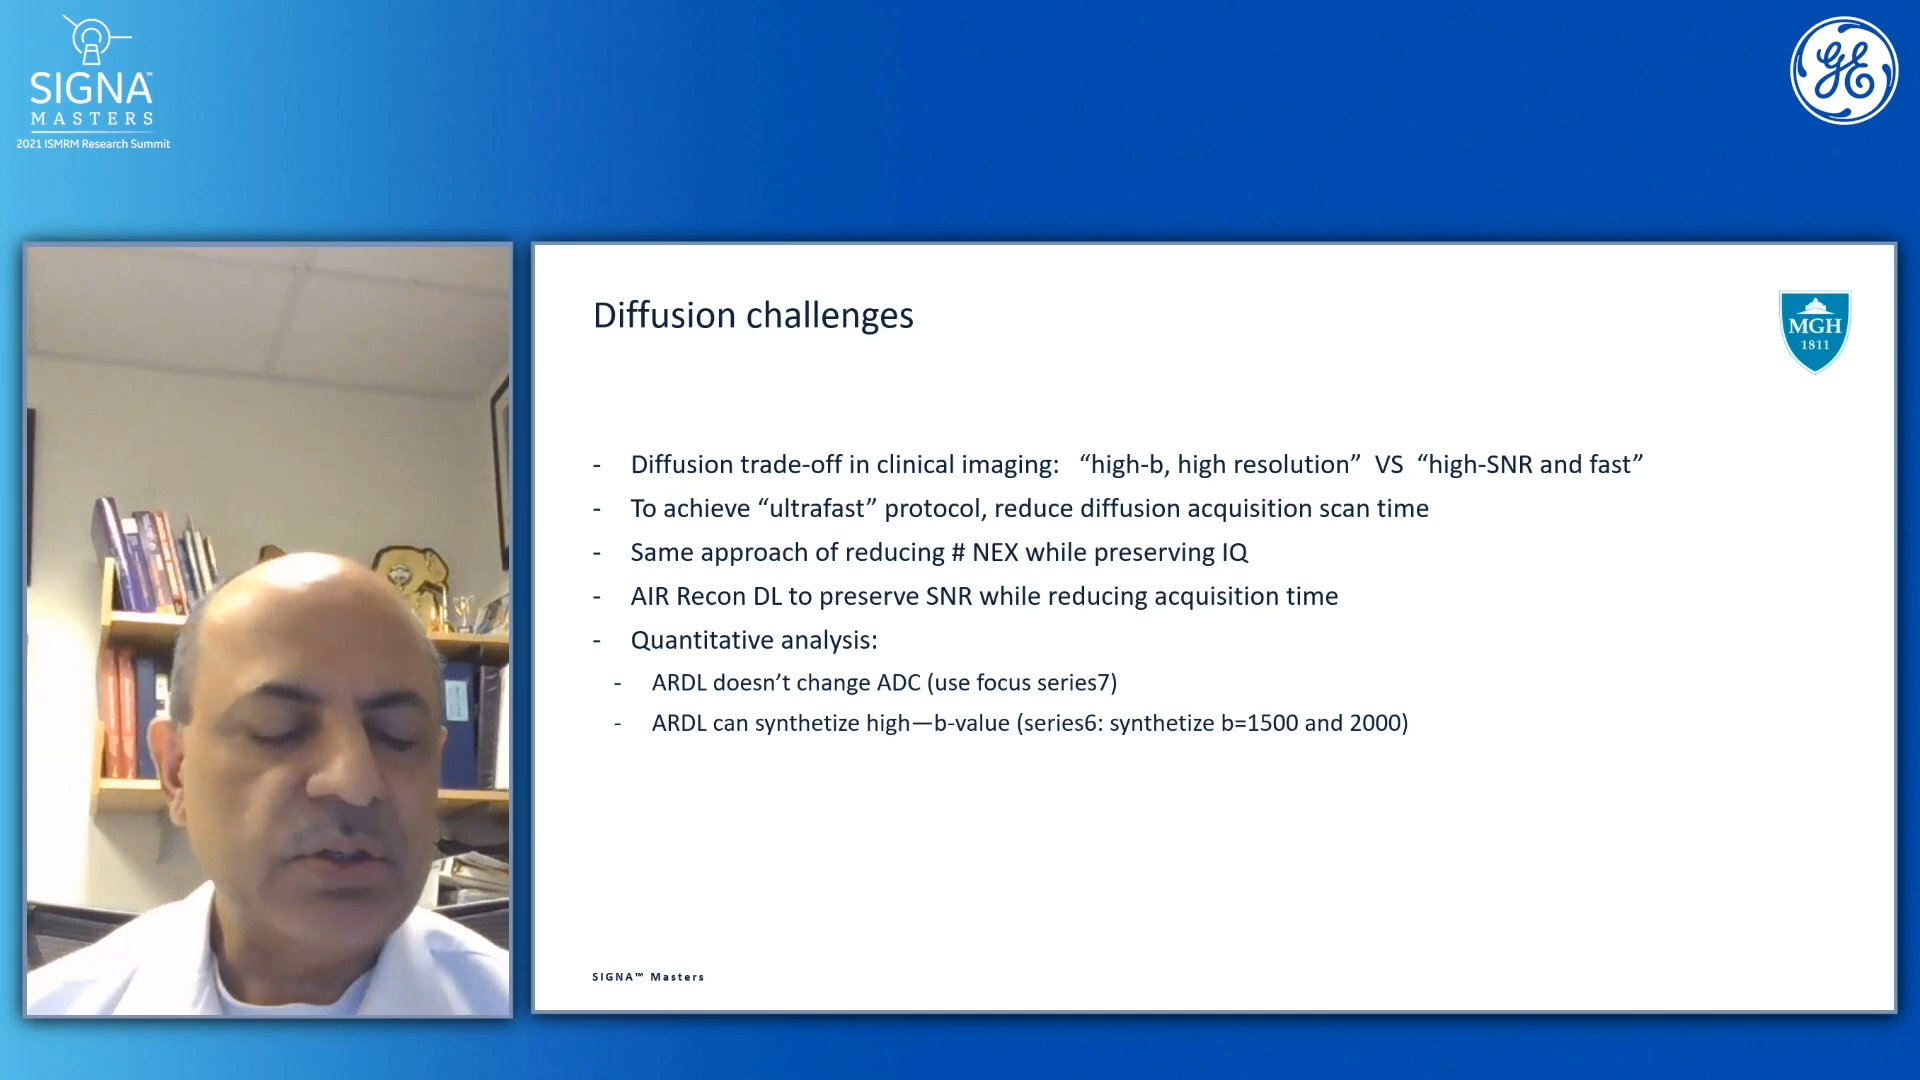 SIGNA™
MASTERS
2021 ISMRM Research Summit
GE
Diffusion challenges
MGH
1811
- Diffusion trade-off in clinical imaging: “high-b, high resolution” VS “high-SNR and fast”
- To achieve “ultrafast” protocol, reduce diffusion acquisition scan time
- Same approach of reducing # NEX while preserving IQ
- AIR Recon DL to preserve SNR while reducing acquisition time
- Quantitative analysis:
- ARDL doesn’t change ADC (use focus series7)
- ARDL can synthetize high—b-value (series6: synthetize b=1500 and 2000)
SIGNA™ Masters